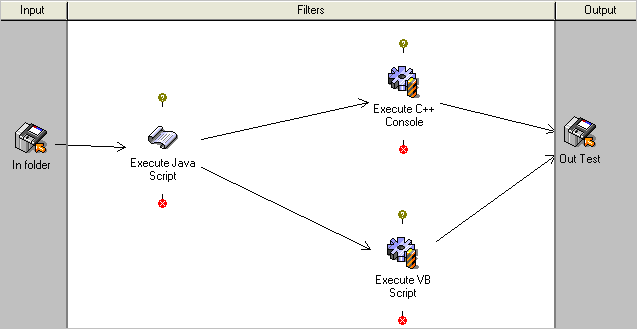 Input
Filters
Output
Execute C++
Console
In folder
Execute Java
Script
Out Test
Execute VB
Script